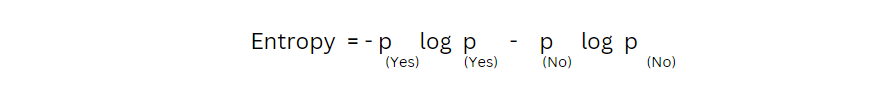 Entropy = - p log p - p log p
(Yes) (Yes) (No) (No)